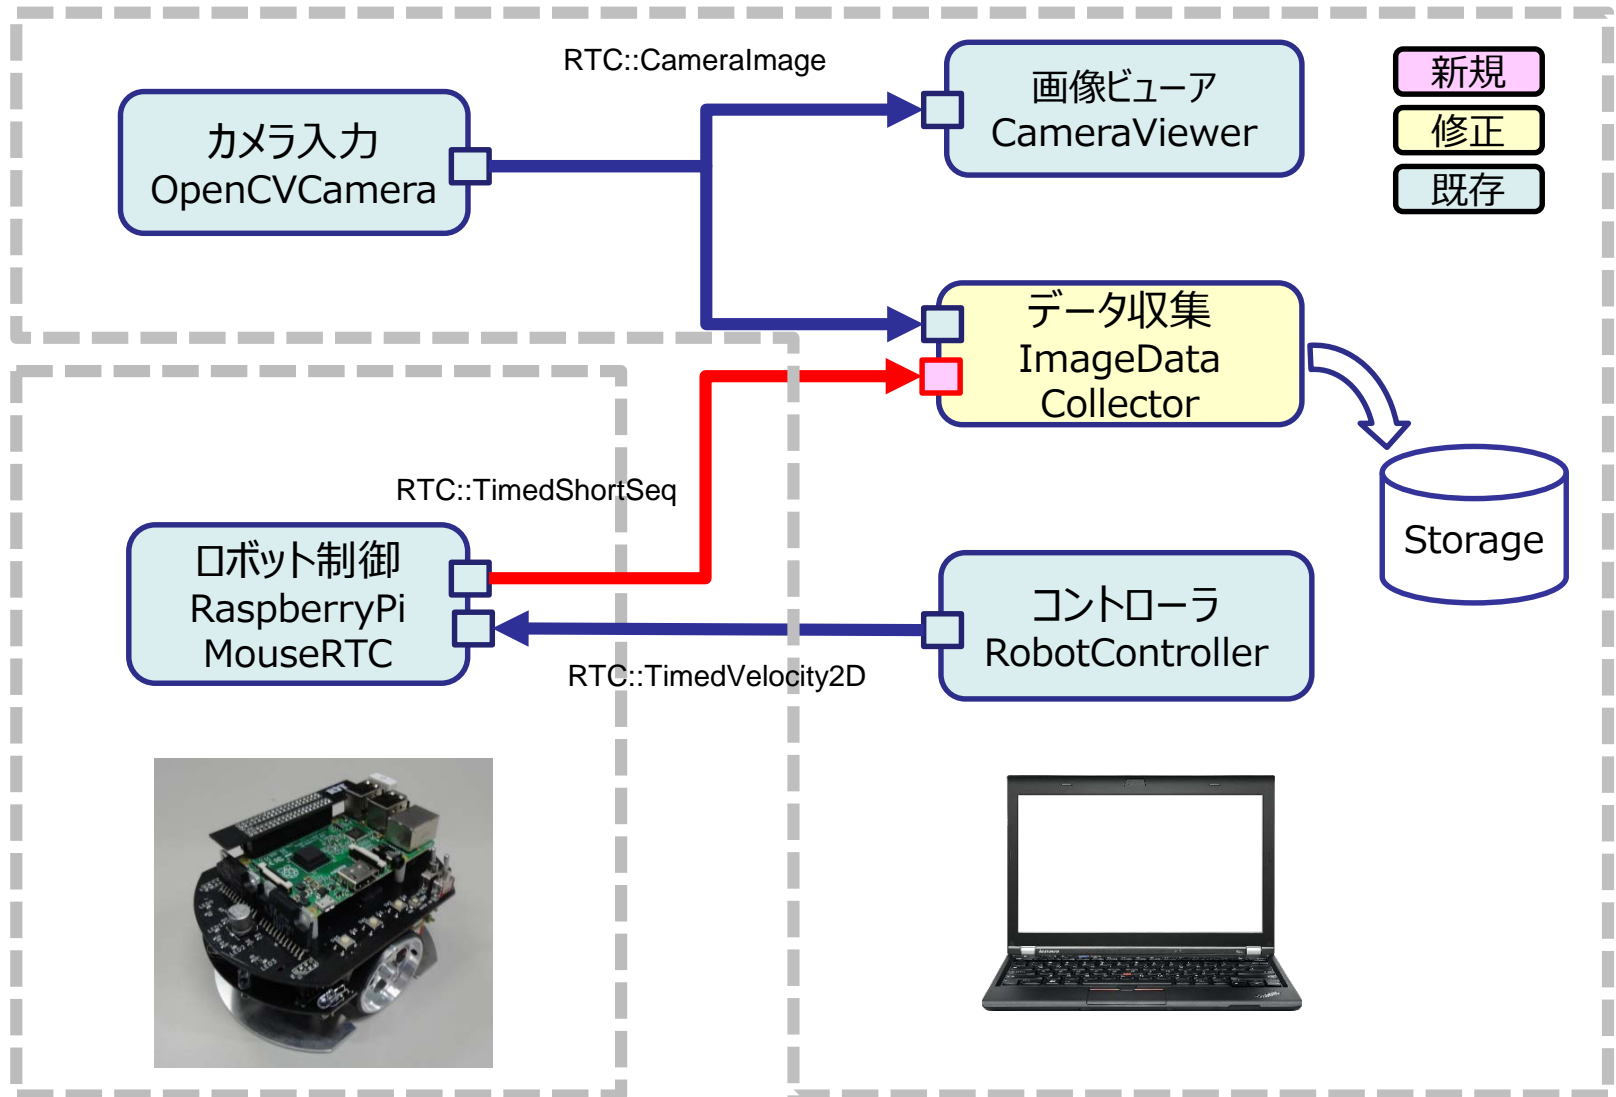 RTC::CameraImage
カメラ入力
OpenCVCamera
画像ビューア
CameraViewer
新規
修正
既存
データ収集
ImageData
Collector
RTC::TimedShortSeq
Storage
ロボット制御
RaspberryPi
MouseRTC
コントローラ
RobotController
RTC::TimedVelocity2D